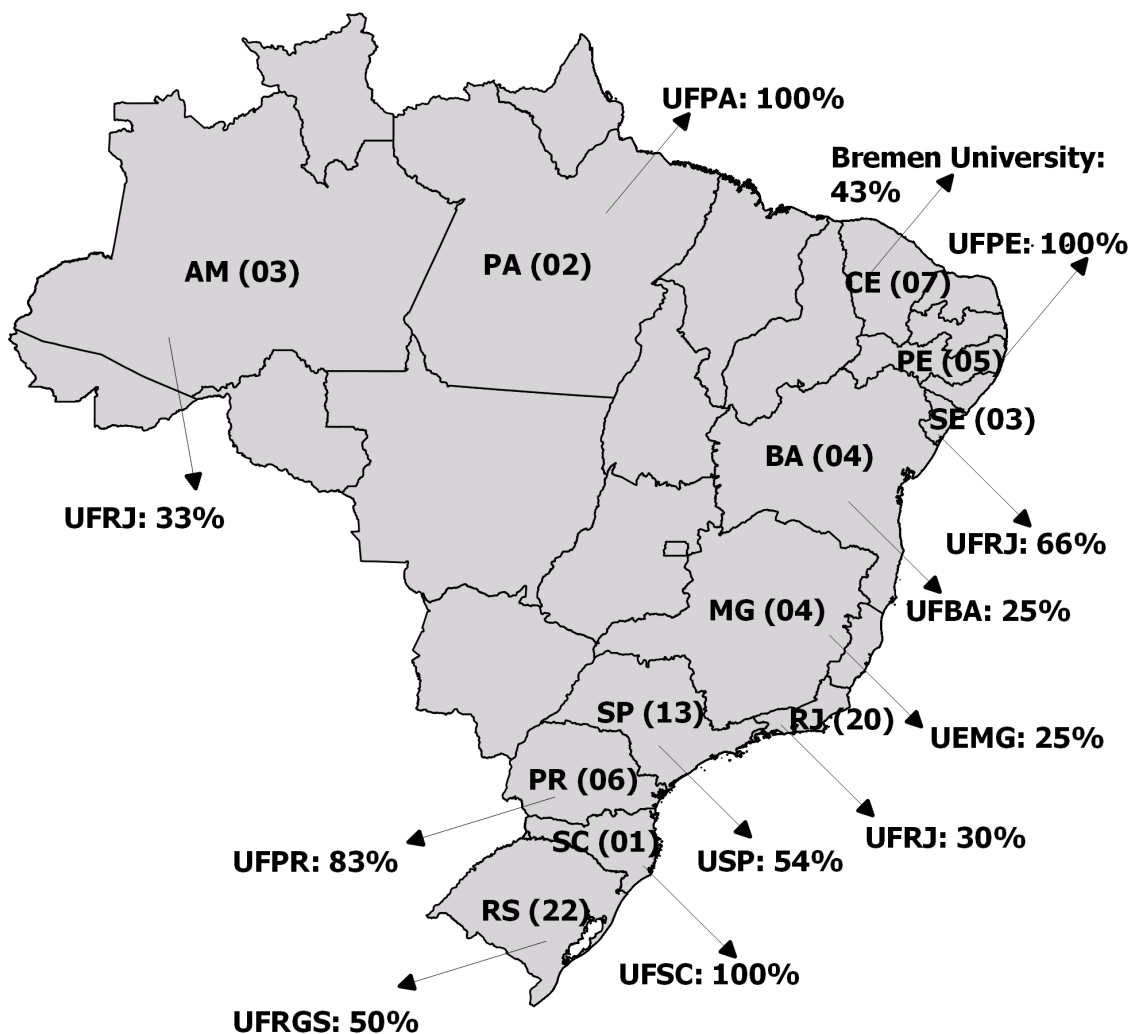 UFPA: 100%
Bremen University:
43%
UFPE: 100%
AM (03)
PA (02)
CE (07)
PE (05)
SE (03)
BA (04)
UFRJ: 33%
UFRJ: 66%
UFBA: 25%
MG (04)
SP (13)
RJ (20)
UEMG: 25%
PR (06)
UFRJ: 30%
SC (01)
UFPR: 83%
USP: 54%
RS (22)
UFSC: 100%
UFRGS: 50%